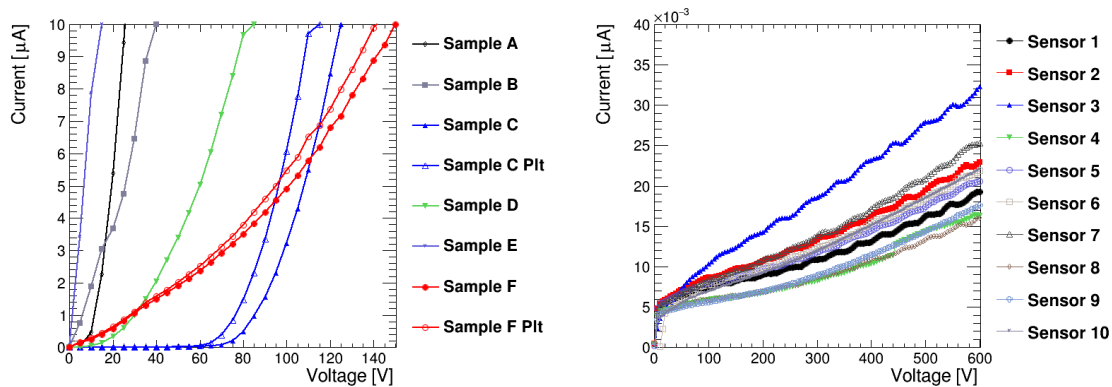 Current [μA]
10
9
8
7
6
5
4
3
2
1
0
0 20 40 60 80 100 120 140
Voltage [V]
Sample A
Sample B
Sample C
Sample C Plt
Sample D
Sample E
Sample F
Sample F Plt
×10⁻³
Current [μA]
40
35
30
25
20
15
10
5
0
0 100 200 300 400 500 600
Voltage [V]
Sensor 1
Sensor 2
Sensor 3
Sensor 4
Sensor 5
Sensor 6
Sensor 7
Sensor 8
Sensor 9
Sensor 10